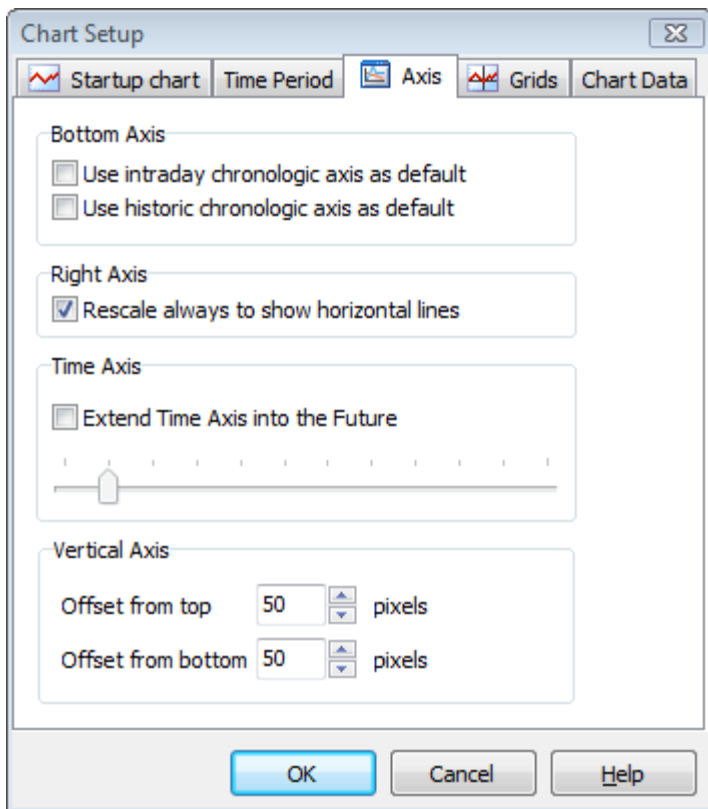 Chart Setup
Startup chart Time Period Axis Grids Chart Data
Bottom Axis
Use intraday chronologic axis as default
Use historic chronologic axis as default
Right Axis
Rescale always to show horizontal lines
Time Axis
Extend Time Axis into the Future
Vertical Axis
Offset from top 50 pixels
Offset from bottom 50 pixels
OK Cancel Help